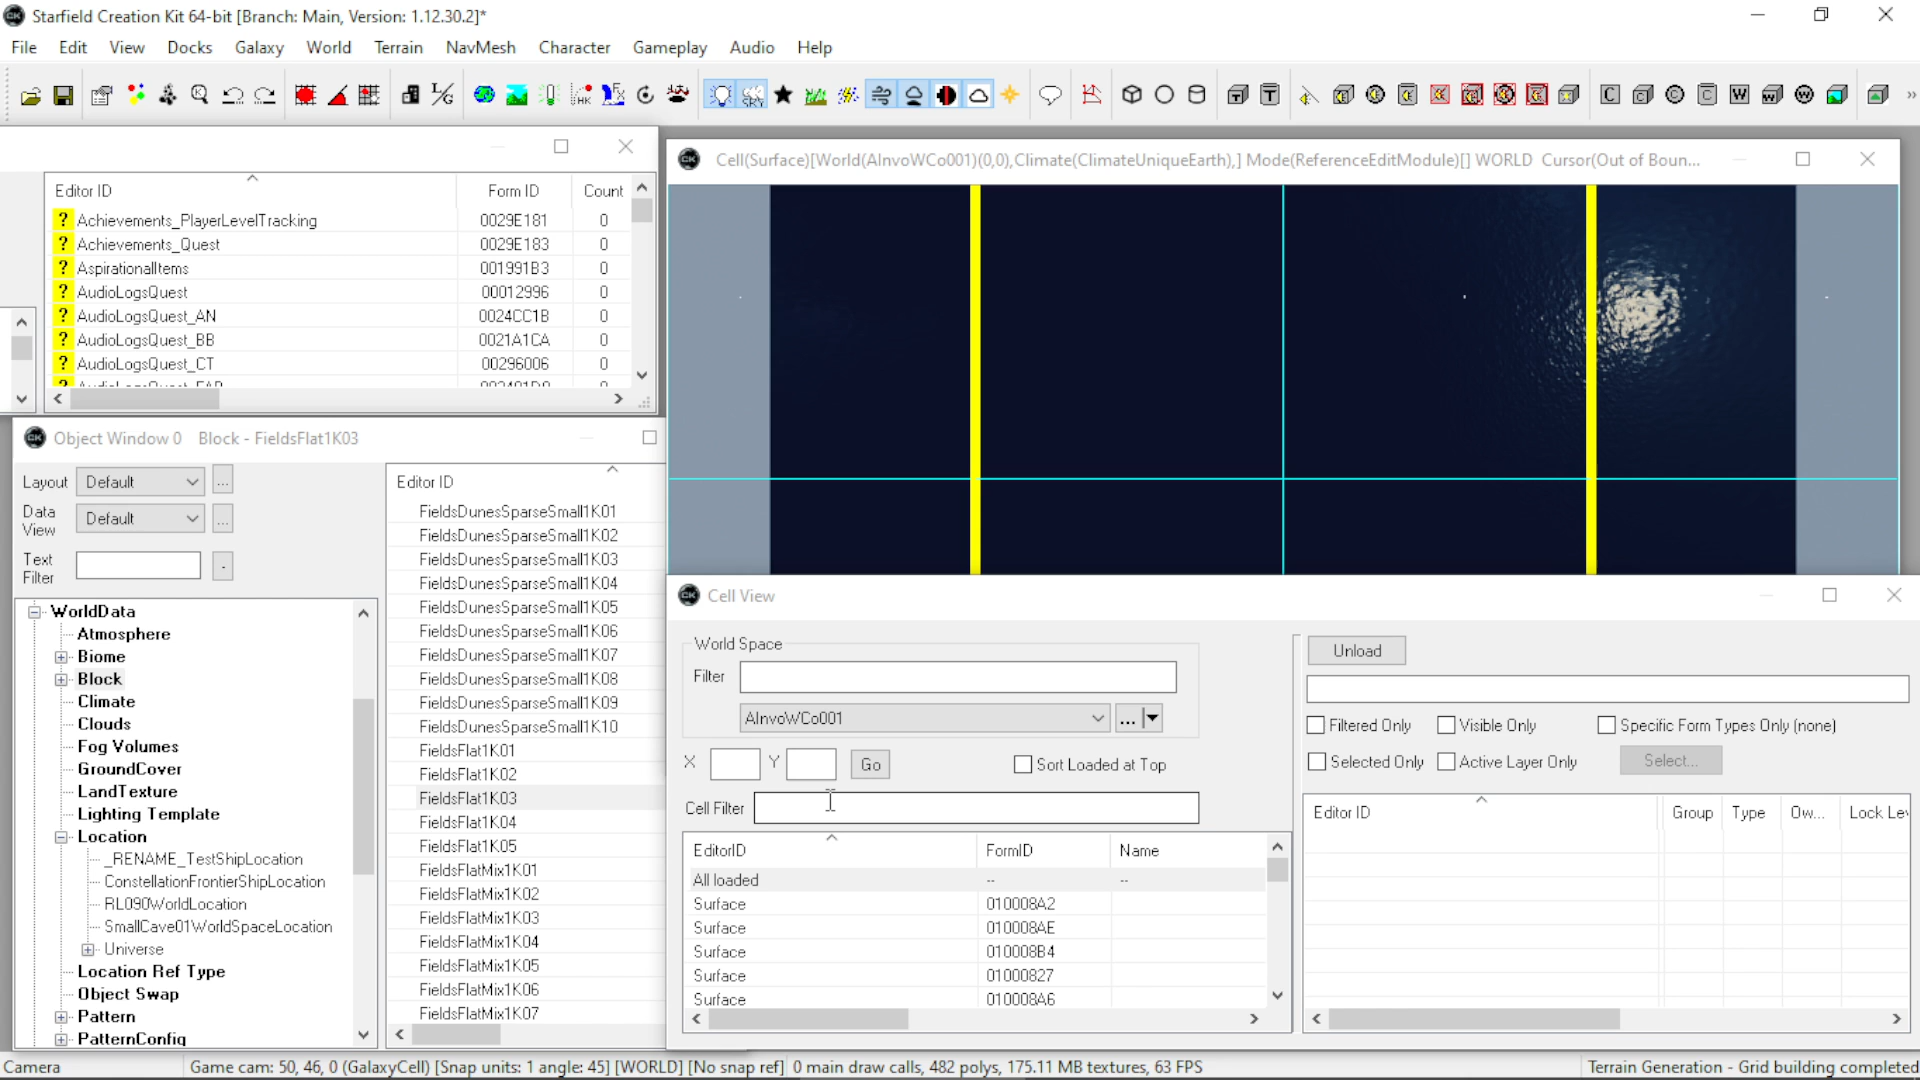 Starfield Creation Kit 64-bit [Branch: Main, Version: 1.12.30.2]*
File Edit View Docks Galaxy World Terrain NavMesh Character Gameplay Audio Help
Editor ID Form ID Count
? Achievements_PlayerLevelTracking 0029E181 0
? Achievements_Quest 0029E183 0
? AspirationalItems 001991B3 0
? AudioLogsQuest 00012996 0
? AudioLogsQuest_AN 0024CC1B 0
? AudioLogsQuest_BB 0021A1CA 0
? AudioLogsQuest_CT 00296006 0
Cell(Surface)[World(AInvoWCo001)(0,0),Climate(ClimateUniqueEarth),] Mode(ReferenceEditModule)[] WORLD Cursor(Out of Boun...
Object Window 0 Block - FieldsFlat1K03
Layout Default ...
Data View Default ...
Text Filter .
WorldData
Atmosphere
Biome
Block
Climate
Clouds
Fog Volumes
GroundCover
LandTexture
Lighting Template
Location
_RENAME_TestShipLocation
ConstellationFrontierShipLocation
RL090WorldLocation
SmallCave01WorldSpaceLocation
Universe
Location Ref Type
Object Swap
Pattern
PatternConfig
Editor ID
FieldsDunesSparseSmall1K01
FieldsDunesSparseSmall1K02
FieldsDunesSparseSmall1K03
FieldsDunesSparseSmall1K04
FieldsDunesSparseSmall1K05
FieldsDunesSparseSmall1K06
FieldsDunesSparseSmall1K07
FieldsDunesSparseSmall1K08
FieldsDunesSparseSmall1K09
FieldsDunesSparseSmall1K10
FieldsFlat1K01
FieldsFlat1K02
FieldsFlat1K03
FieldsFlat1K04
FieldsFlat1K05
FieldsFlatMix1K01
FieldsFlatMix1K02
FieldsFlatMix1K03
FieldsFlatMix1K04
FieldsFlatMix1K05
FieldsFlatMix1K06
FieldsFlatMix1K07
Cell View
World Space
Filter
AInvoWCo001 ...
X Y Go Sort Loaded at Top
Cell Filter
EditorID FormID Name
All loaded -- --
Surface 010008A2
Surface 010008AE
Surface 010008B4
Surface 01000827
Surface 010008A6
Unload
Filtered Only Visible Only Specific Form Types Only (none)
Selected Only Active Layer Only Select...
Editor ID Group Type Ow... Lock Lev
Camera Game cam: 50, 46, 0 (GalaxyCell) [Snap units: 1 angle: 45] [WORLD] [No snap ref] 0 main draw calls, 482 polys, 175.11 MB textures, 63 FPS Terrain Generation - Grid building completed